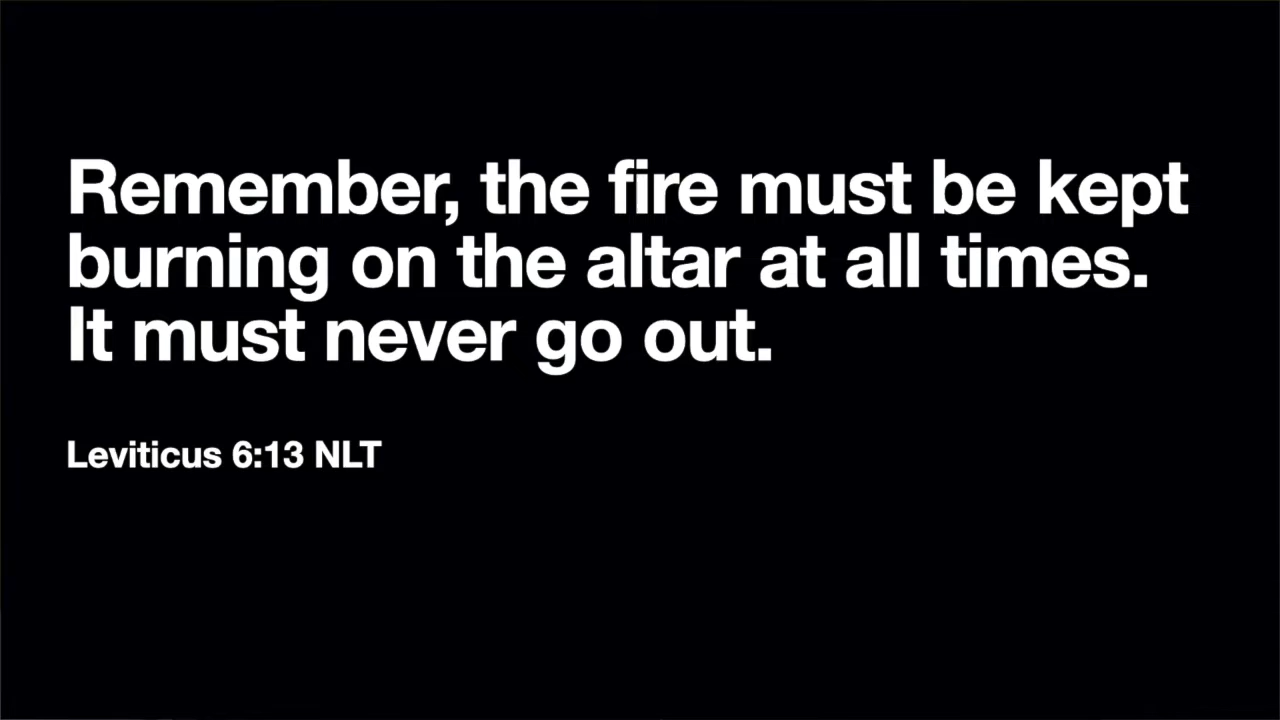 Remember, the fire must be kept
burning on the altar at all times.
It must never go out.
Leviticus 6:13 NLT